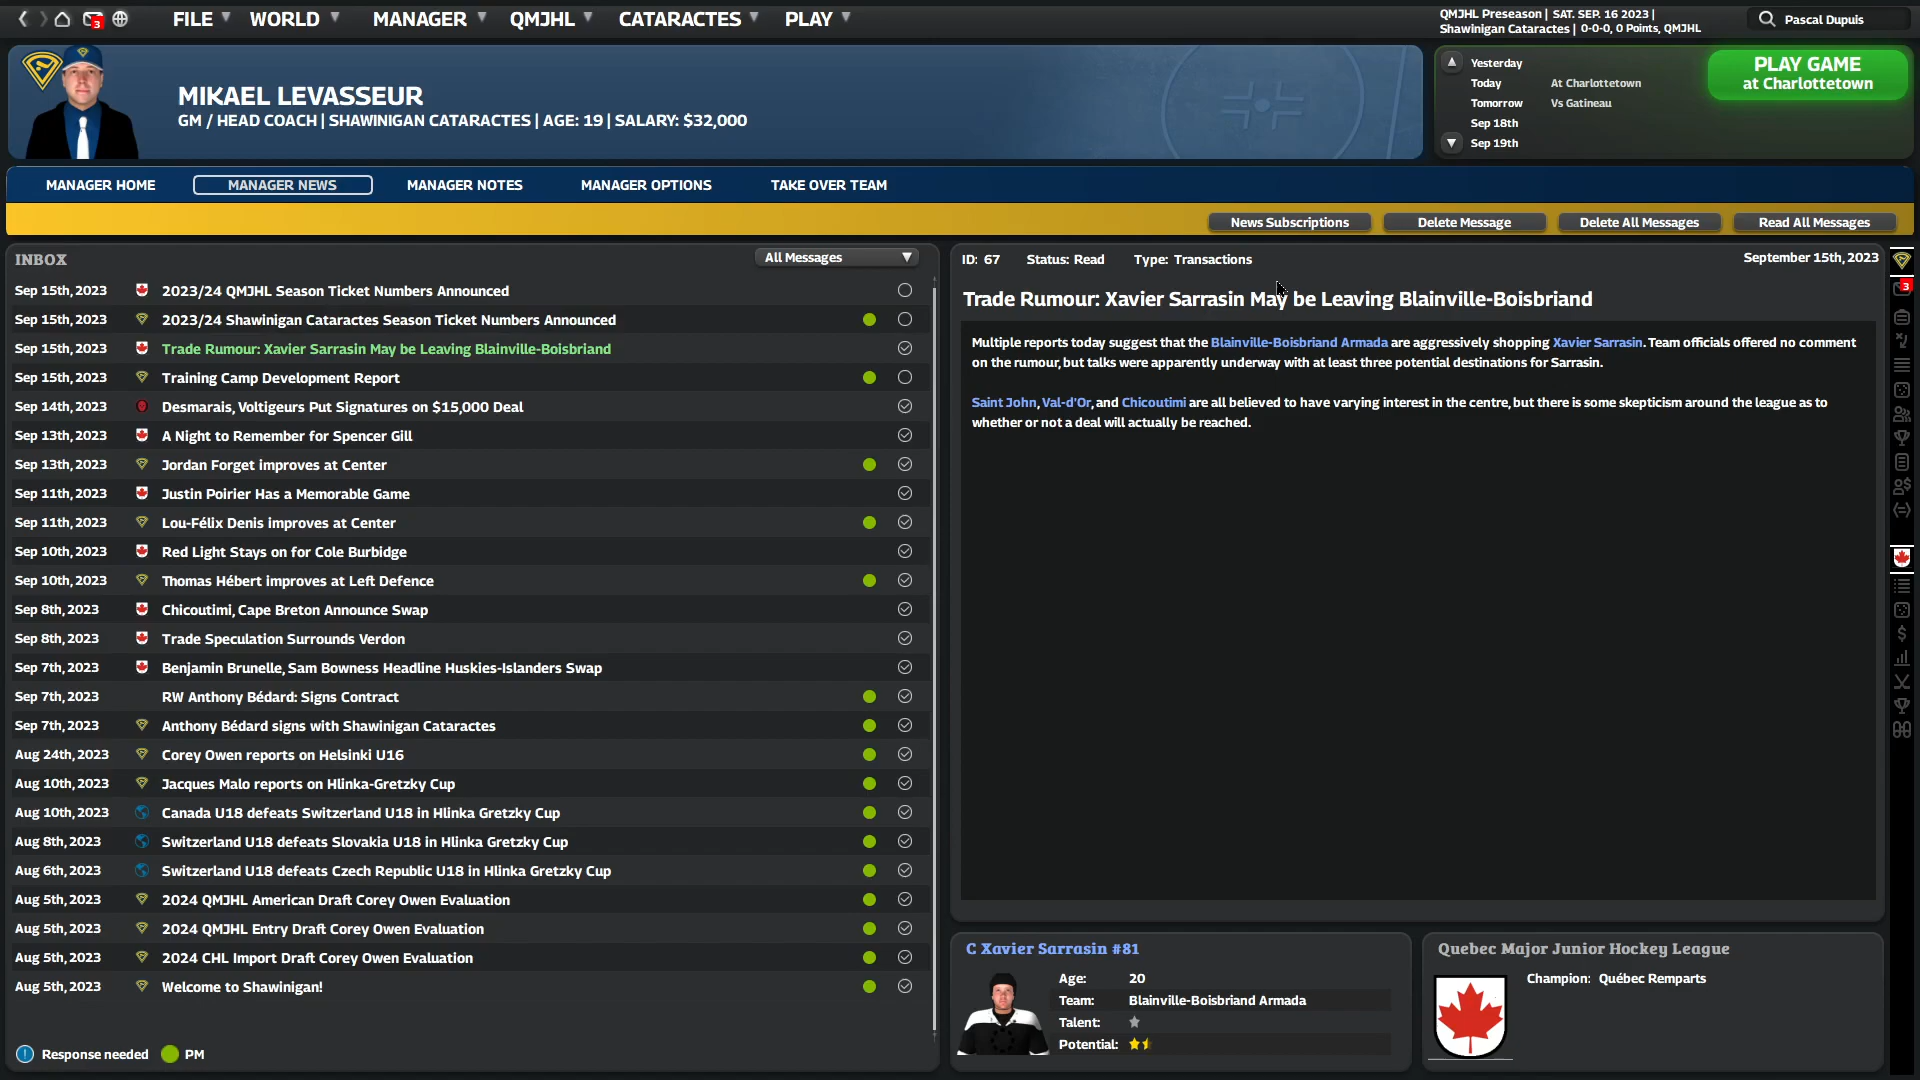 FILE WORLD MANAGER QMJHL CATARACTES PLAY
3
QMJHL Preseason | SAT. SEP. 16 2023 |
Shawinigan Cataractes | 0-0-0, 0 Points, QMJHL
Pascal Dupuis
MIKAEL LEVASSEUR
GM / HEAD COACH | SHAWINIGAN CATARACTES | AGE: 19 | SALARY: $32,000
Yesterday
Today At Charlottetown
Tomorrow Vs Gatineau
Sep 18th
Sep 19th
PLAY GAME
at Charlottetown
MANAGER HOME MANAGER NEWS MANAGER NOTES MANAGER OPTIONS TAKE OVER TEAM
News Subscriptions Delete Message Delete All Messages Read All Messages
INBOX All Messages
Sep 15th, 2023 2023/24 QMJHL Season Ticket Numbers Announced
Sep 15th, 2023 2023/24 Shawinigan Cataractes Season Ticket Numbers Announced
Sep 15th, 2023 Trade Rumour: Xavier Sarrasin May be Leaving Blainville-Boisbriand
Sep 15th, 2023 Training Camp Development Report
Sep 14th, 2023 Desmarais, Voltigeurs Put Signatures on $15,000 Deal
Sep 13th, 2023 A Night to Remember for Spencer Gill
Sep 13th, 2023 Jordan Forget improves at Center
Sep 11th, 2023 Justin Poirier Has a Memorable Game
Sep 11th, 2023 Lou-Félix Denis improves at Center
Sep 10th, 2023 Red Light Stays on for Cole Burbidge
Sep 10th, 2023 Thomas Hébert improves at Left Defence
Sep 8th, 2023 Chicoutimi, Cape Breton Announce Swap
Sep 8th, 2023 Trade Speculation Surrounds Verdon
Sep 7th, 2023 Benjamin Brunelle, Sam Bowness Headline Huskies-Islanders Swap
Sep 7th, 2023 RW Anthony Bédard: Signs Contract
Sep 7th, 2023 Anthony Bédard signs with Shawinigan Cataractes
Aug 24th, 2023 Corey Owen reports on Helsinki U16
Aug 10th, 2023 Jacques Malo reports on Hlinka-Gretzky Cup
Aug 10th, 2023 Canada U18 defeats Switzerland U18 in Hlinka Gretzky Cup
Aug 8th, 2023 Switzerland U18 defeats Slovakia U18 in Hlinka Gretzky Cup
Aug 6th, 2023 Switzerland U18 defeats Czech Republic U18 in Hlinka Gretzky Cup
Aug 5th, 2023 2024 QMJHL American Draft Corey Owen Evaluation
Aug 5th, 2023 2024 QMJHL Entry Draft Corey Owen Evaluation
Aug 5th, 2023 2024 CHL Import Draft Corey Owen Evaluation
Aug 5th, 2023 Welcome to Shawinigan!
Response needed PM
ID: 67 Status: Read Type: Transactions September 15th, 2023
Trade Rumour: Xavier Sarrasin May be Leaving Blainville-Boisbriand
Multiple reports today suggest that the Blainville-Boisbriand Armada are aggressively shopping Xavier Sarrasin. Team officials offered no comment
on the rumour, but talks were apparently underway with at least three potential destinations for Sarrasin.
Saint John, Val-d'Or, and Chicoutimi are all believed to have varying interest in the centre, but there is some skepticism around the league as to
whether or not a deal will actually be reached.
3
C Xavier Sarrasin #81
Age: 20
Team: Blainville-Boisbriand Armada
Talent:
Potential:
Quebec Major Junior Hockey League
Champion: Québec Remparts